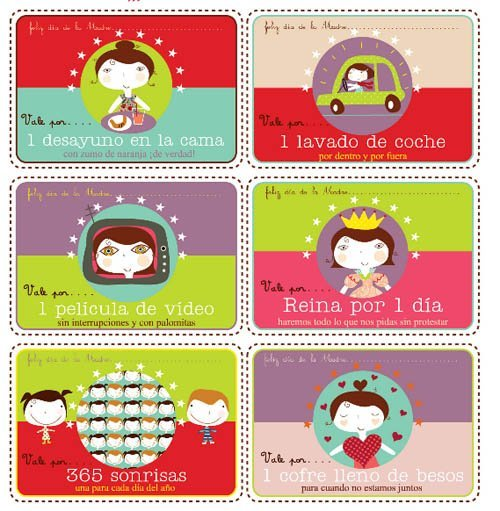 feliz día de la Madre
Vale por....
1 desayuno en la cama
con zumo de naranja ¡de verdad!
feliz día de la Madre
Vale por....
1 lavado de coche
por dentro y por fuera
feliz día de la Madre
Vale por....
1 película de vídeo
sin interrupciones y con palomitas
feliz día de la Madre
Vale por....
Reina por 1 día
haremos todo lo que nos pidas sin protestar
feliz día de la Madre
Vale por....
365 sonrisas
una para cada día del año
feliz día de la Madre
Vale por....
1 cofre lleno de besos
para cuando no estamos juntos